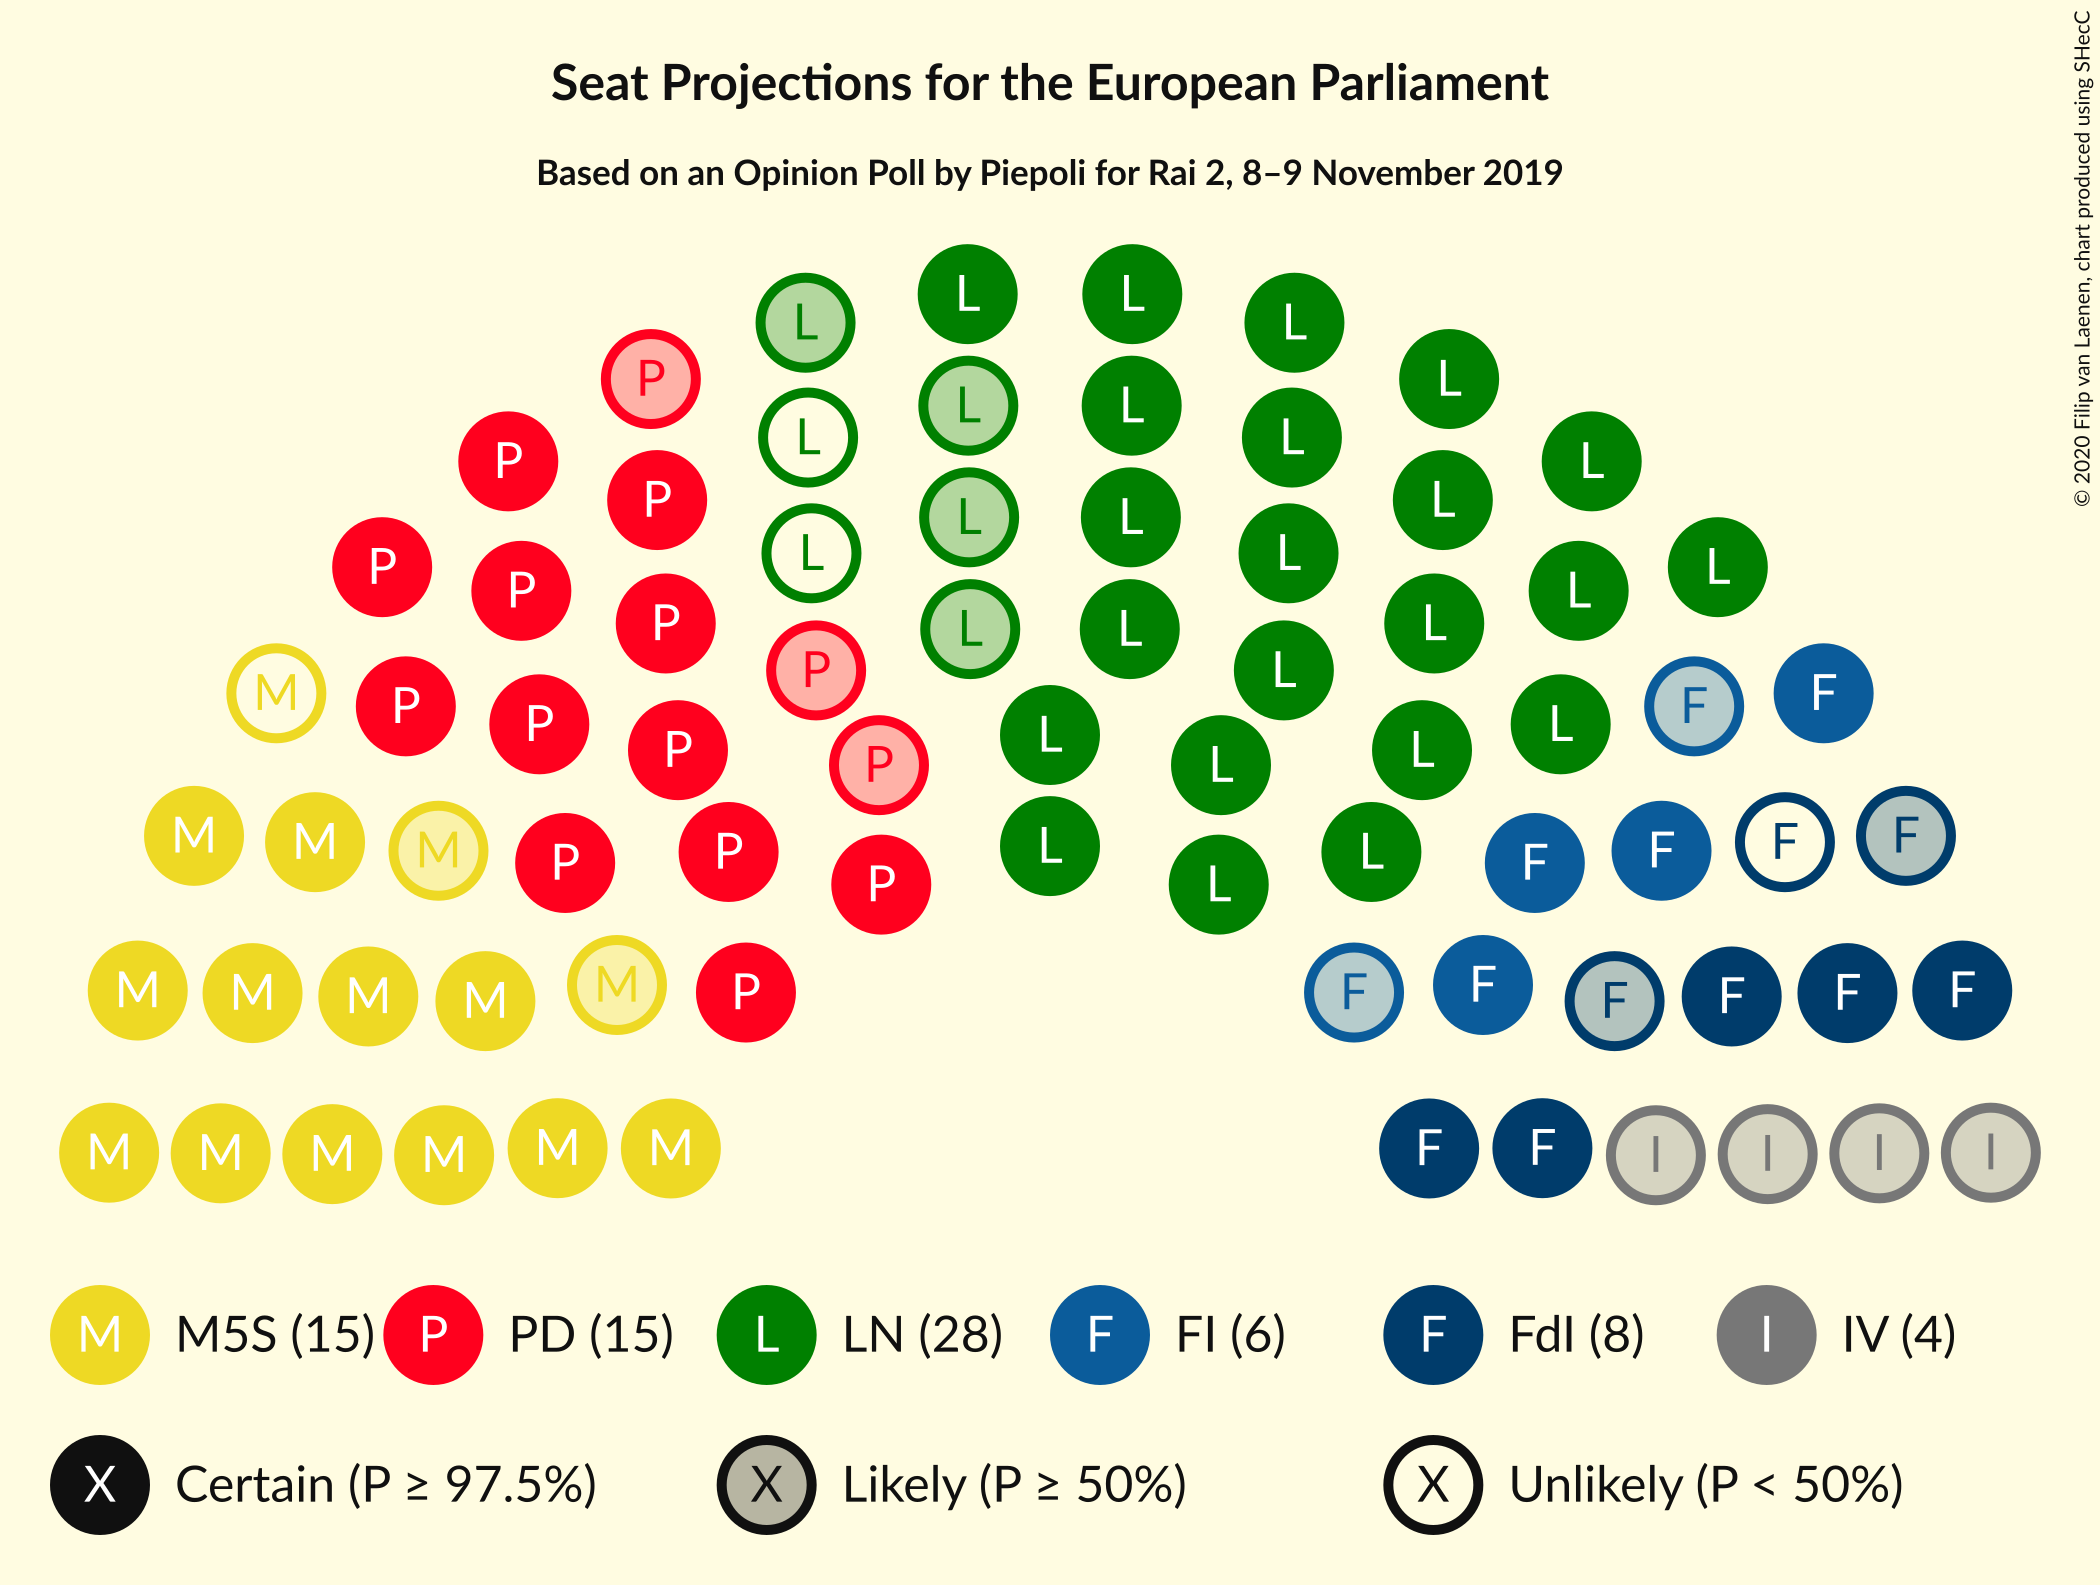 Seat Projections for the European Parliament
Based on an Opinion Poll by Piepoli for Rai 2, 8–9 November 2019
© 2020 Filip van Laenen, chart produced using SHecC
L L
L L
P L
L L
L L
P L
P L
L L
P L
P L
L L
P L
L L
P L
P L
M F
P F
P L
P L
L
P L
M F
M F
M F
P F
P L
L
P L
M F
M F
M F
M F
M F
P F
M I
M I
M I
M I
M F
M F
M M5S (15) P PD (15) L LN (28) F FI (6) F FdI (8) I IV (4)
X Certain (P ≥ 97.5%) X Likely (P ≥ 50%) X Unlikely (P < 50%)